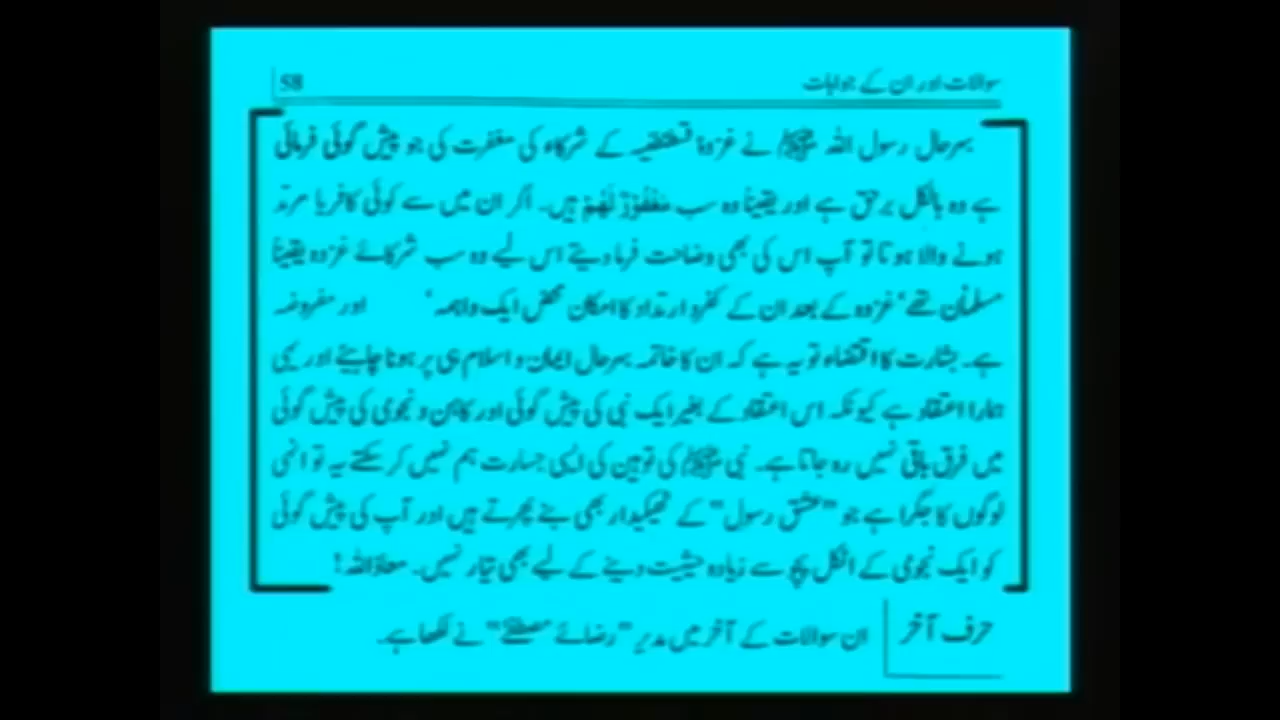 سوالات اور ان کے جوابات 58
بہرحال رسول اللہ ﷺ نے غزوۂ قسطنطنیہ کے شرکاء کی مغفرت کی جو پیش گوئی فرمائی
ہے وہ بالکل برحق ہے اور یقیناً وہ سب مَغْفُوْرٌ لَّهُمْ ہیں۔ اگر ان میں سے کوئی کافر یا مرتد
ہونے والا ہوتا تو آپ اس کی بھی وضاحت فرما دیتے اس لیے وہ سب شرکائے غزوہ یقیناً
مسلمان تھے' غزوہ کے بعد ان کے کفر و ارتداد کا امکان محض ایک واہمہ' اور مفروضہ
ہے۔ بشارت کا اقتضاء تو یہ ہے کہ ان کا خاتمہ بہرحال ایمان و اسلام ہی پر ہونا چاہیئے اور یہی
ہمارا اعتقاد ہے کیونکہ اس اعتقاد کے بغیر ایک نبی کی پیش گوئی اور کاہن و نجومی کی پیش گوئی
میں فرق باقی نہیں رہ جاتا ہے۔ نبی ﷺ کی توہین کی ایسی جسارت ہم نہیں کر سکتے یہ تو انہی
لوگوں کا جگرا ہے جو "عشق رسول" کے ٹھیکیدار بھی بنے پھرتے ہیں اور آپ کی پیش گوئی
کو ایک نجومی کے اٹکل پچو سے زیادہ حیثیت دینے کے لیے بھی تیار نہیں۔ معاذ اللہ!
حرف آخر ان سوالات کے آخر میں مدیر "رضائے مصطفےٰ" نے لکھا ہے۔